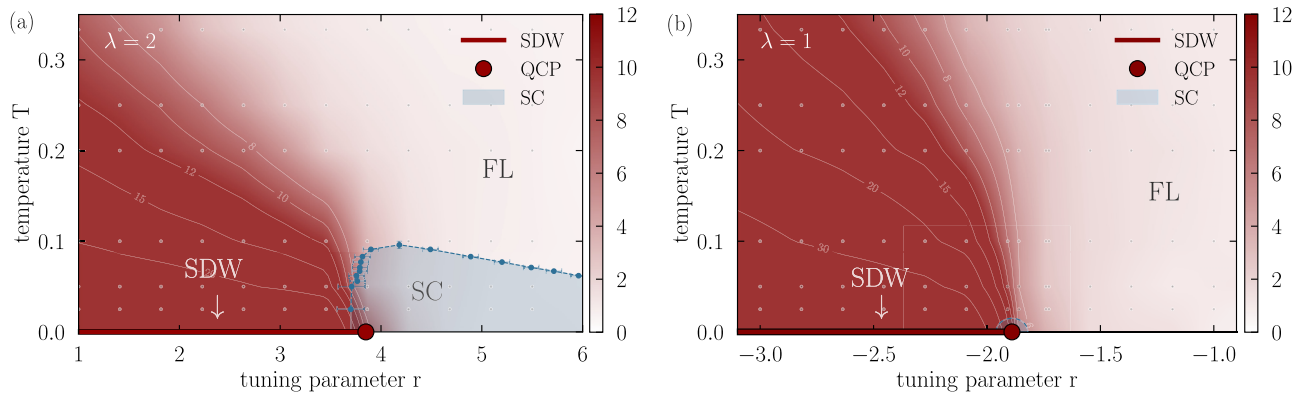 (a)
λ = 2
SDW
QCP
SC
FL
SC
SDW
8
10
12
15
temperature T
0.3
0.2
0.1
0.0
1 2 3 4 5 6
tuning parameter r
12
10
8
6
4
2
0
(b)
λ = 1
SDW
QCP
SC
FL
SDW
8
10
12
15
20
30
temperature T
0.3
0.2
0.1
0.0
−3.0 −2.5 −2.0 −1.5 −1.0
tuning parameter r
12
10
8
6
4
2
0